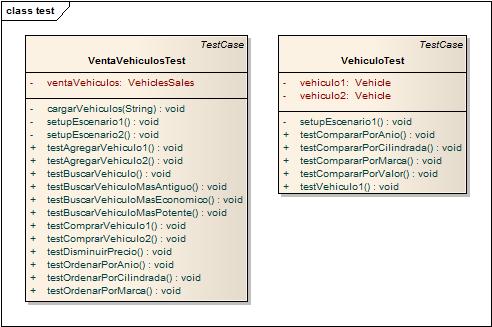 class test
TestCase
VentaVehiculosTest
- ventaVehiculos: VehiclesSales
- cargarVehiculos(String) : void
- setupEscenario1() : void
- setupEscenario2() : void
+ testAgregarVehiculo1() : void
+ testAgregarVehiculo2() : void
+ testBuscarVehiculo() : void
+ testBuscarVehiculoMasAntiguo() : void
+ testBuscarVehiculoMasEconomico() : void
+ testBuscarVehiculoMasPotente() : void
+ testComprarVehiculo1() : void
+ testComprarVehiculo2() : void
+ testDisminuirPrecio() : void
+ testOrdenarPorAnio() : void
+ testOrdenarPorCilindrada() : void
+ testOrdenarPorMarca() : void
TestCase
VehiculoTest
- vehiculo1: Vehicle
- vehiculo2: Vehicle
- setupEscenario1() : void
+ testCompararPorAnio() : void
+ testCompararPorCilindrada() : void
+ testCompararPorMarca() : void
+ testCompararPorValor() : void
+ testVehiculo1() : void